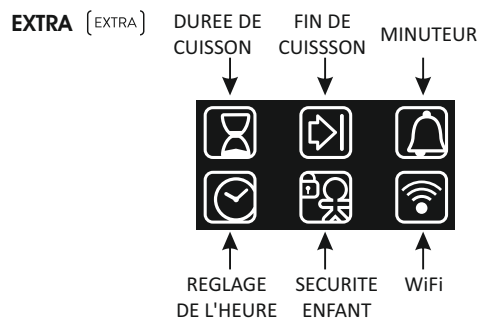 EXTRA [EXTRA]
DUREE DE
CUISSON
FIN DE
CUISSSON
MINUTEUR
REGLAGE
DE L'HEURE
SECURITE
ENFANT
WiFi